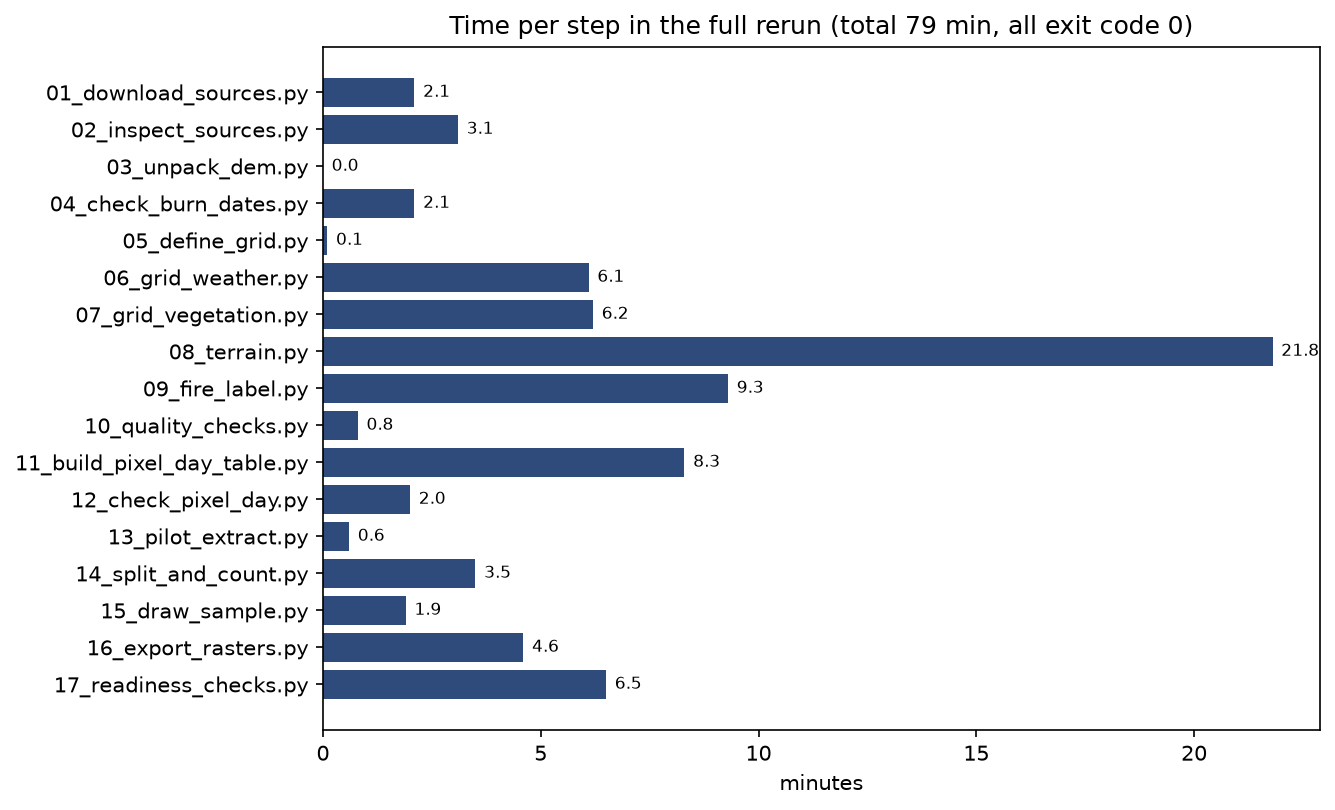 Time per step in the full rerun (total 79 min, all exit code 0)
01_download_sources.py 2.1
02_inspect_sources.py 3.1
03_unpack_dem.py 0.0
04_check_burn_dates.py 2.1
05_define_grid.py 0.1
06_grid_weather.py 6.1
07_grid_vegetation.py 6.2
08_terrain.py 21.8
09_fire_label.py 9.3
10_quality_checks.py 0.8
11_build_pixel_day_table.py 8.3
12_check_pixel_day.py 2.0
13_pilot_extract.py 0.6
14_split_and_count.py 3.5
15_draw_sample.py 1.9
16_export_rasters.py 4.6
17_readiness_checks.py 6.5
0 5 10 15 20
minutes